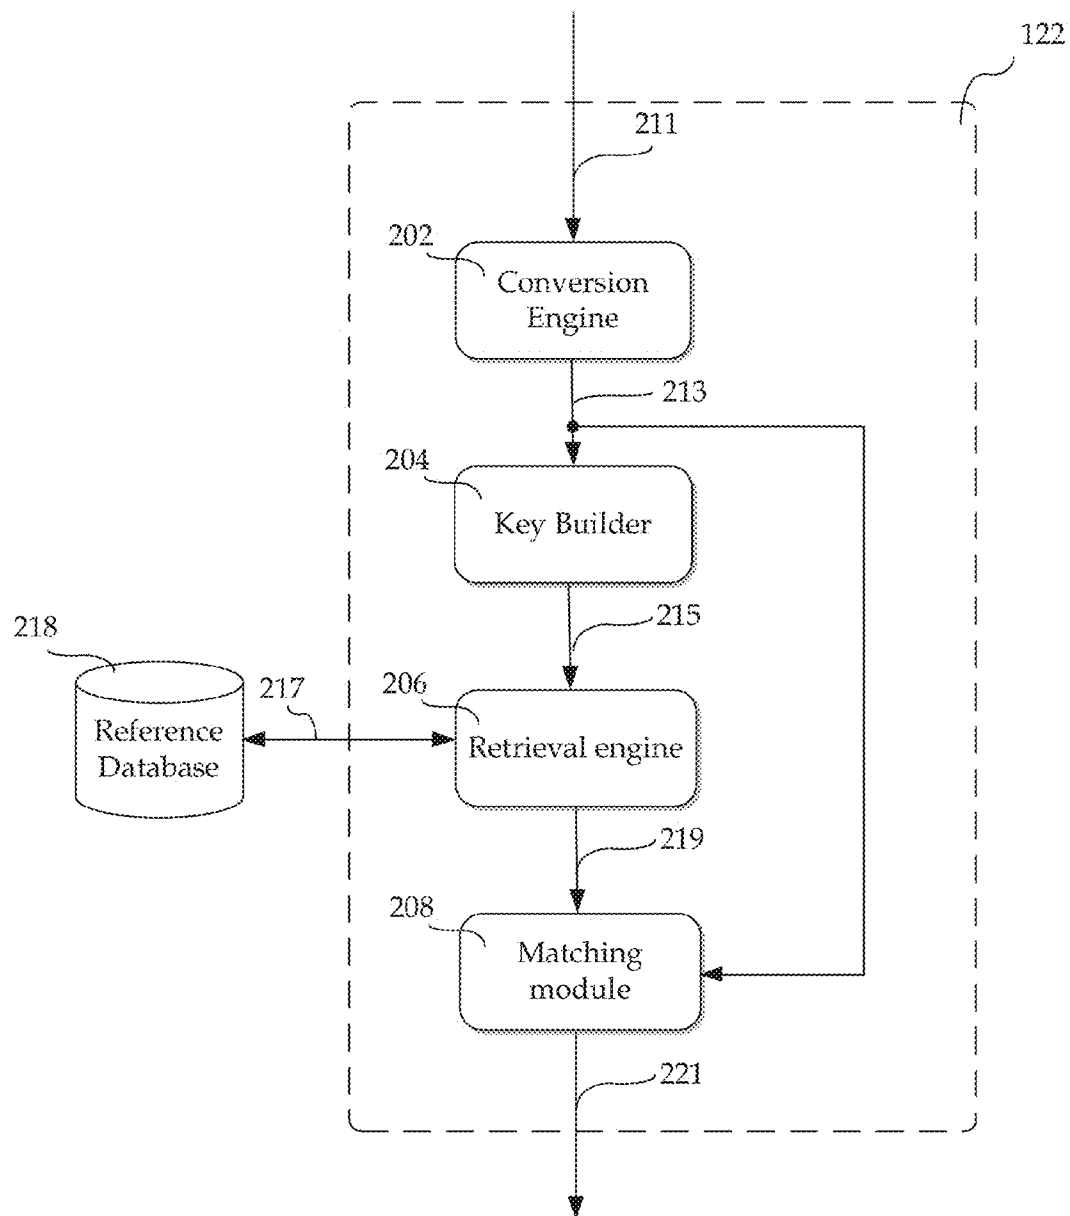 122
211
202
Conversion
Engine
213
204
Key Builder
215
218
217
206
Reference
Database
Retrieval engine
219
208
Matching
module
221